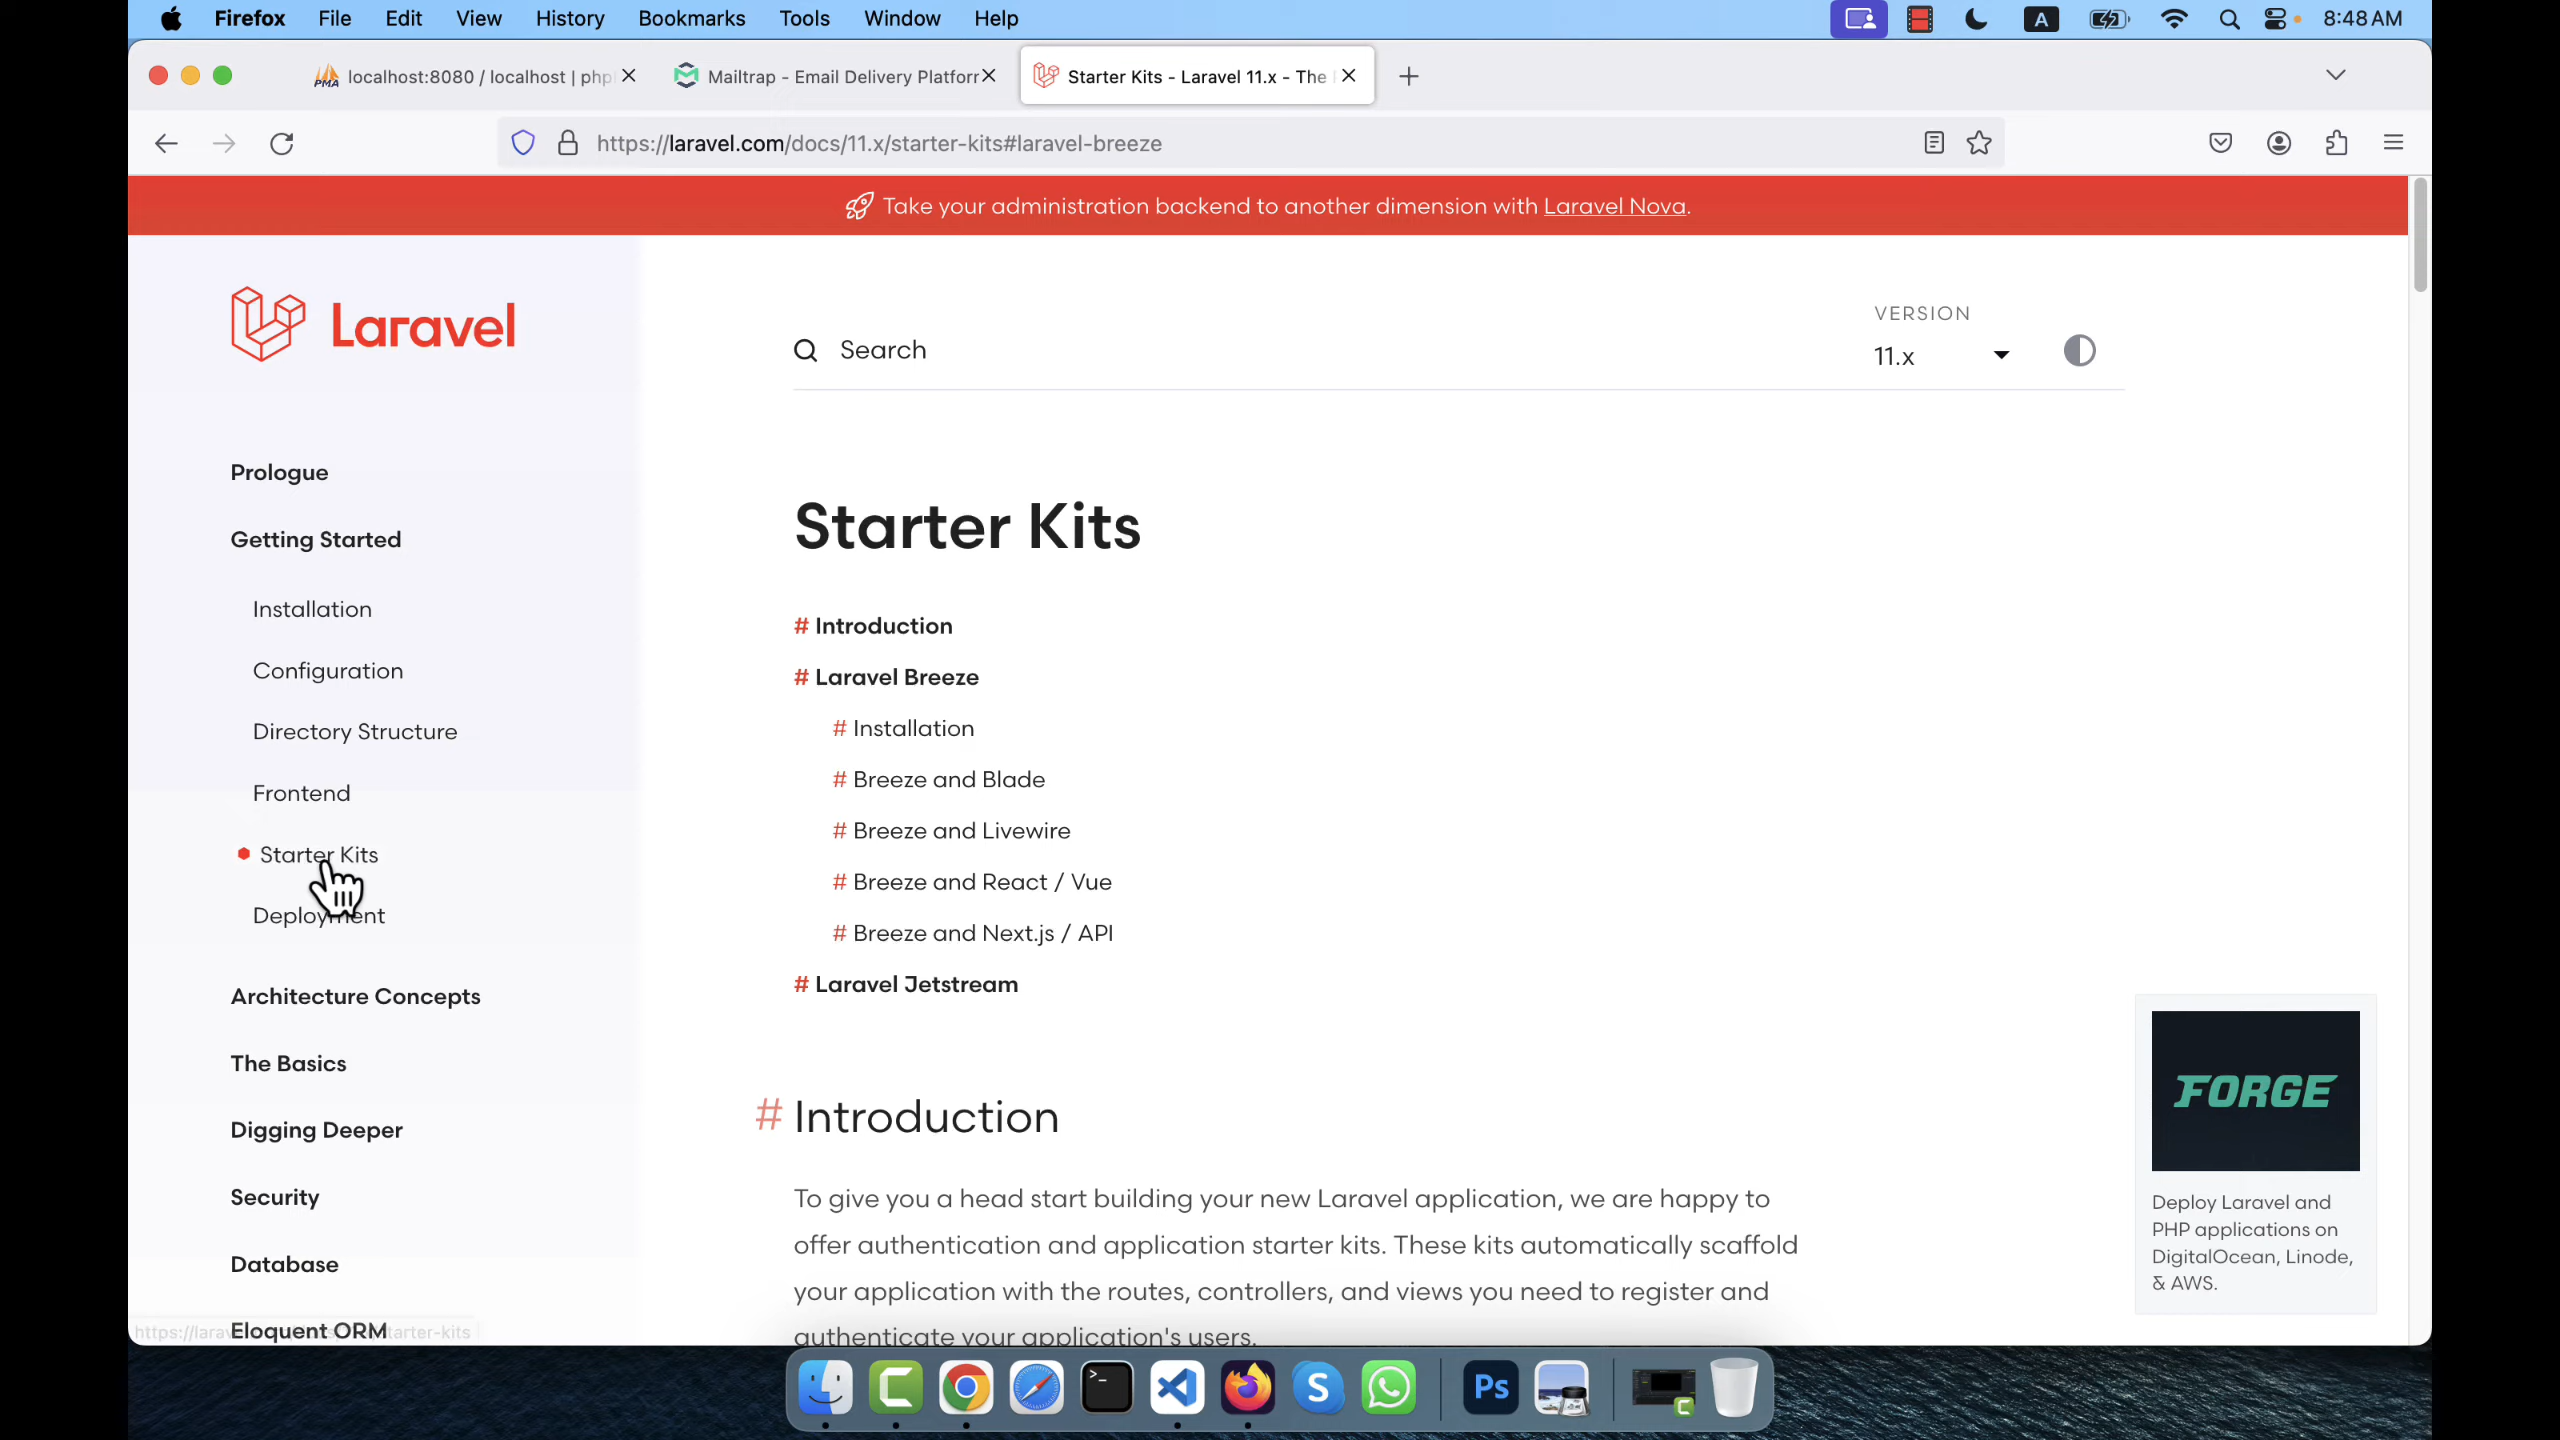 Firefox File Edit View History Bookmarks Tools Window Help
A
8:48 AM
PMA localhost:8080 / localhost | php
Mailtrap - Email Delivery Platforr
Starter Kits - Laravel 11.x - The
https://laravel.com/docs/11.x/starter-kits#laravel-breeze
Take your administration backend to another dimension with Laravel Nova.
Laravel
Search
VERSION
11.x
Prologue
Getting Started
Installation
Configuration
Directory Structure
Frontend
Starter Kits
Deployment
Architecture Concepts
The Basics
Digging Deeper
Security
Database
Eloquent ORM
Starter Kits
# Introduction
# Laravel Breeze
# Installation
# Breeze and Blade
# Breeze and Livewire
# Breeze and React / Vue
# Breeze and Next.js / API
# Laravel Jetstream
# Introduction
To give you a head start building your new Laravel application, we are happy to
offer authentication and application starter kits. These kits automatically scaffold
your application with the routes, controllers, and views you need to register and
authenticate your application's users.
FORGE
Deploy Laravel and
PHP applications on
DigitalOcean, Linode,
& AWS.
Ps